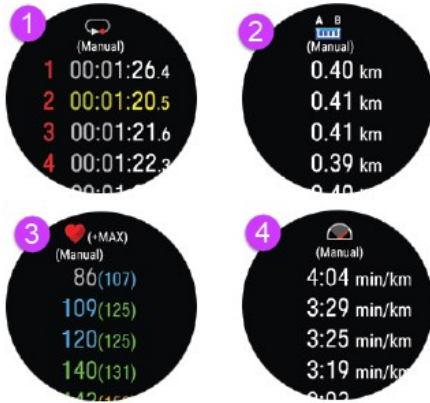 1
(Manual)
1 00:01:26.4
2 00:01:20.5
3 00:01:21.6
4 00:01:22.3
2
A B
(Manual)
0.40 km
0.41 km
0.41 km
0.39 km
3
(+MAX)
(Manual)
86(107)
109(125)
120(125)
140(131)
4
(Manual)
4:04 min/km
3:29 min/km
3:25 min/km
3:19 min/km